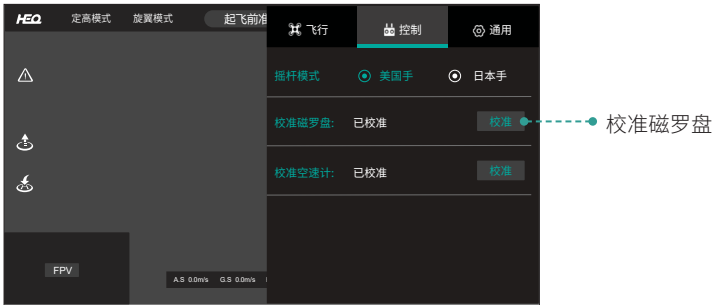 HEQ 定高模式 旋翼模式 起飞前准
飞行 控制 通用
摇杆模式 美国手 日本手
校准磁罗盘: 已校准 校准
校准磁罗盘
校准空速计: 已校准 校准
FPV
A.S 0.0m/s G.S 0.0m/s